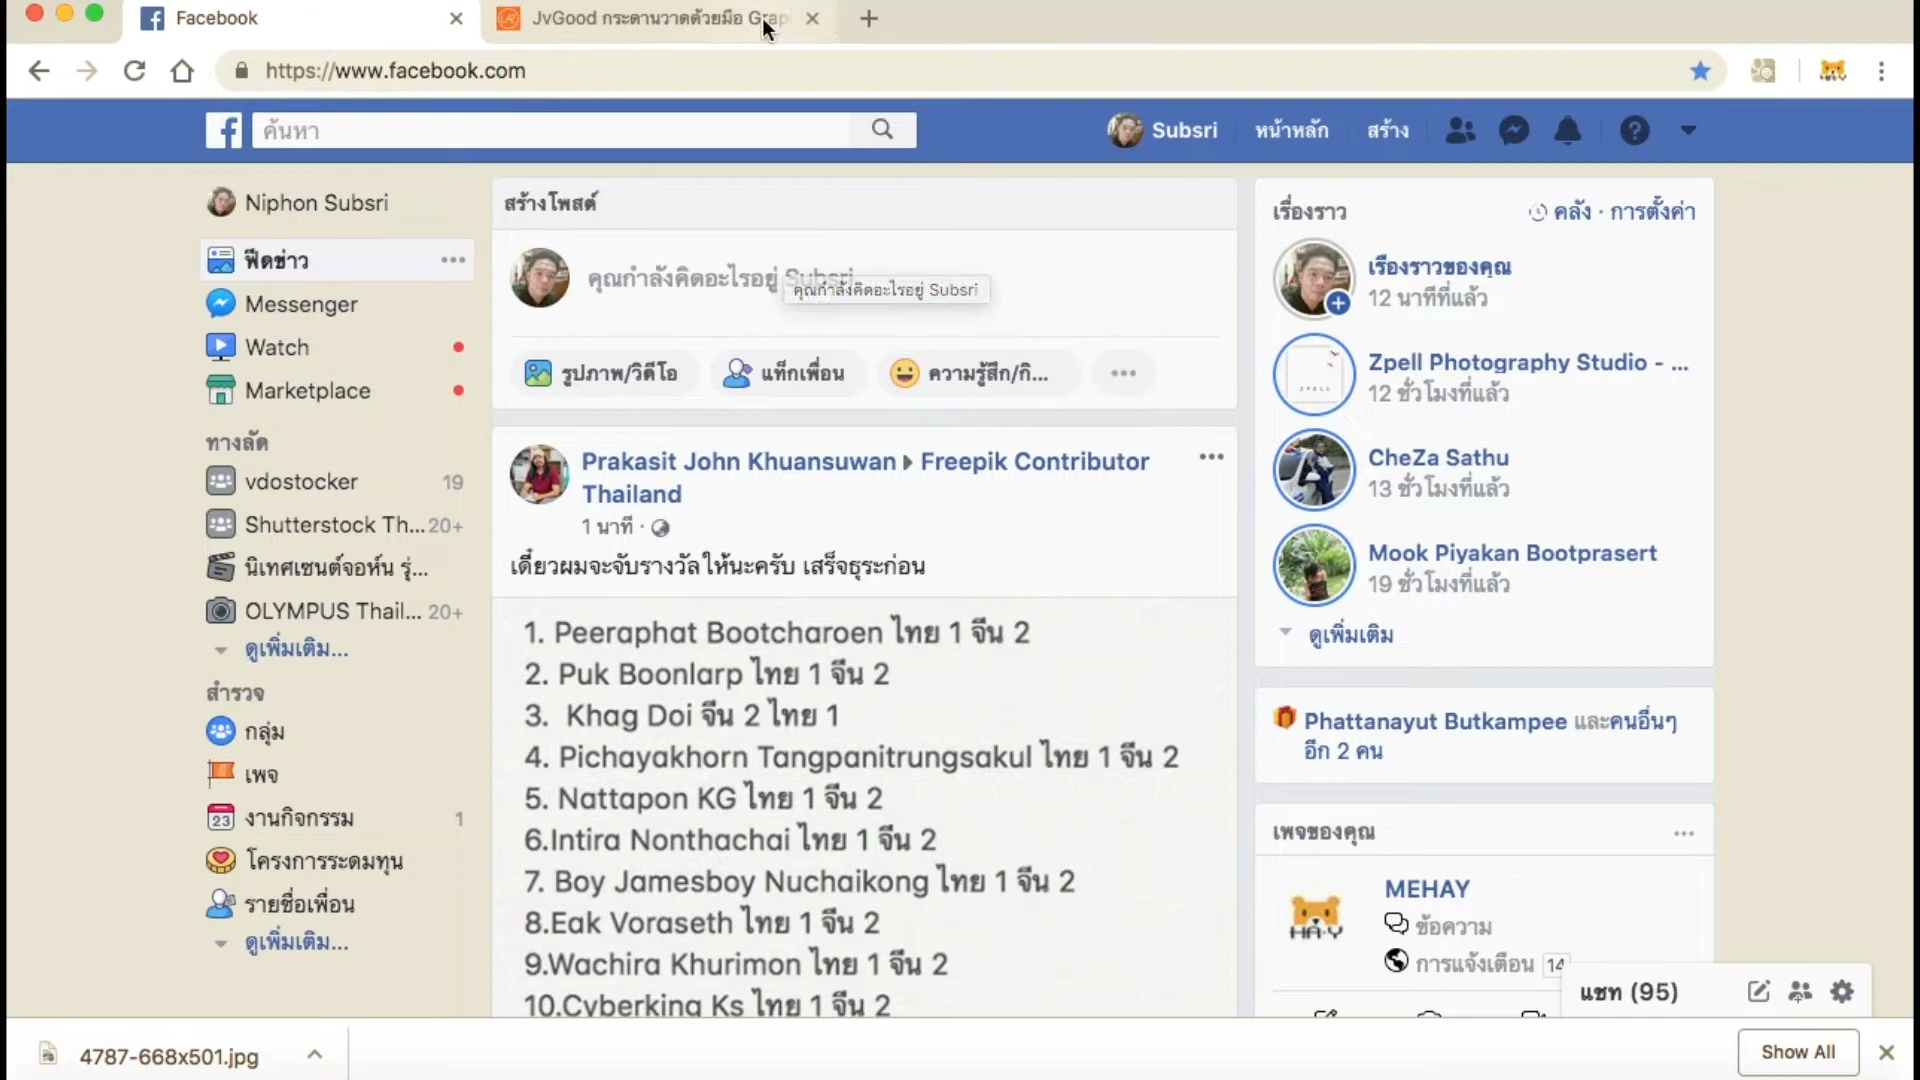 Facebook
JvGood กระดานวาดด้วยมือ Grap
https://www.facebook.com
ค้นหา
Subsri
หน้าหลัก
สร้าง
Niphon Subsri
ฟีดข่าว
Messenger
Watch
Marketplace
ทางลัด
vdostocker 19
Shutterstock Th... 20+
นิเทศเซนต์จอห์น รุ่...
OLYMPUS Thail... 20+
ดูเพิ่มเติม...
สำรวจ
กลุ่ม
เพจ
23 งานกิจกรรม 1
โครงการระดมทุน
รายชื่อเพื่อน
ดูเพิ่มเติม...
สร้างโพสต์
คุณกำลังคิดอะไรอยู่ Subsri
คุณกำลังคิดอะไรอยู่ Subsri
รูปภาพ/วิดีโอ
แท็กเพื่อน
ความรู้สึก/กิ...
Prakasit John Khuansuwan ▸ Freepik Contributor
Thailand
1 นาที ·
เดี๋ยวผมจะจับรางวัลให้นะครับ เสร็จธุระก่อน
1. Peeraphat Bootcharoen ไทย 1 จีน 2
2. Puk Boonlarp ไทย 1 จีน 2
3. Khag Doi จีน 2 ไทย 1
4. Pichayakhorn Tangpanitrungsakul ไทย 1 จีน 2
5. Nattapon KG ไทย 1 จีน 2
6.Intira Nonthachai ไทย 1 จีน 2
7. Boy Jamesboy Nuchaikong ไทย 1 จีน 2
8.Eak Voraseth ไทย 1 จีน 2
9.Wachira Khurimon ไทย 1 จีน 2
10.Cyberking Ks ไทย 1 จีน 2
เรื่องราว
คลัง · การตั้งค่า
เรื่องราวของคุณ
12 นาทีที่แล้ว
ZPELL
Zpell Photography Studio - ...
12 ชั่วโมงที่แล้ว
CheZa Sathu
13 ชั่วโมงที่แล้ว
Mook Piyakan Bootprasert
19 ชั่วโมงที่แล้ว
ดูเพิ่มเติม
Phattanayut Butkampee และคนอื่นๆ
อีก 2 คน
เพจของคุณ
MEHAY
ข้อความ
การแจ้งเตือน 14
แชท (95)
4787-668x501.jpg
Show All